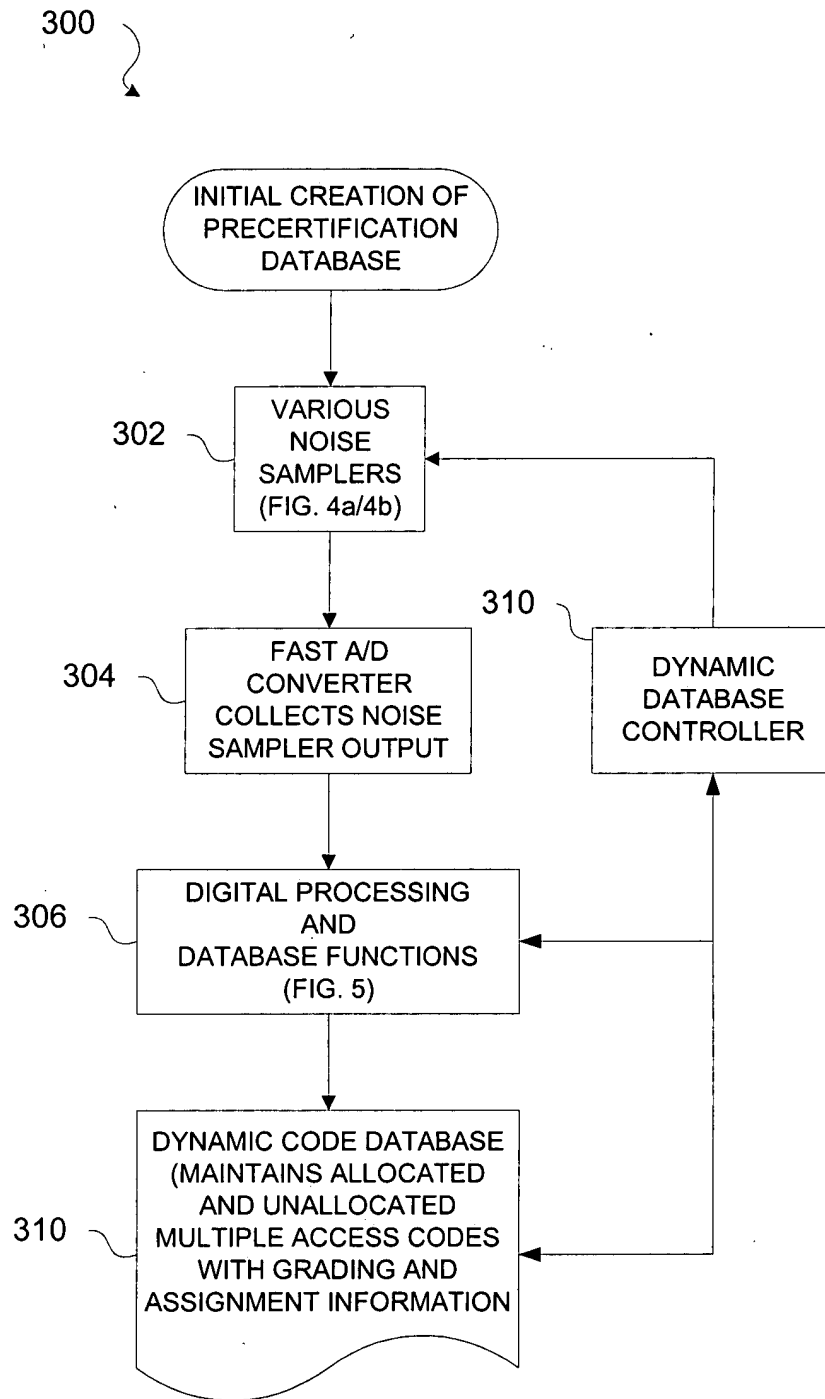 300
INITIAL CREATION OF
PRECERTIFICATION
DATABASE
302
VARIOUS
NOISE
SAMPLERS
(FIG. 4a/4b)
304
FAST A/D
CONVERTER
COLLECTS NOISE
SAMPLER OUTPUT
310
DYNAMIC
DATABASE
CONTROLLER
306
DIGITAL PROCESSING
AND
DATABASE FUNCTIONS
(FIG. 5)
310
DYNAMIC CODE DATABASE
(MAINTAINS ALLOCATED
AND UNALLOCATED
MULTIPLE ACCESS CODES
WITH GRADING AND
ASSIGNMENT INFORMATION